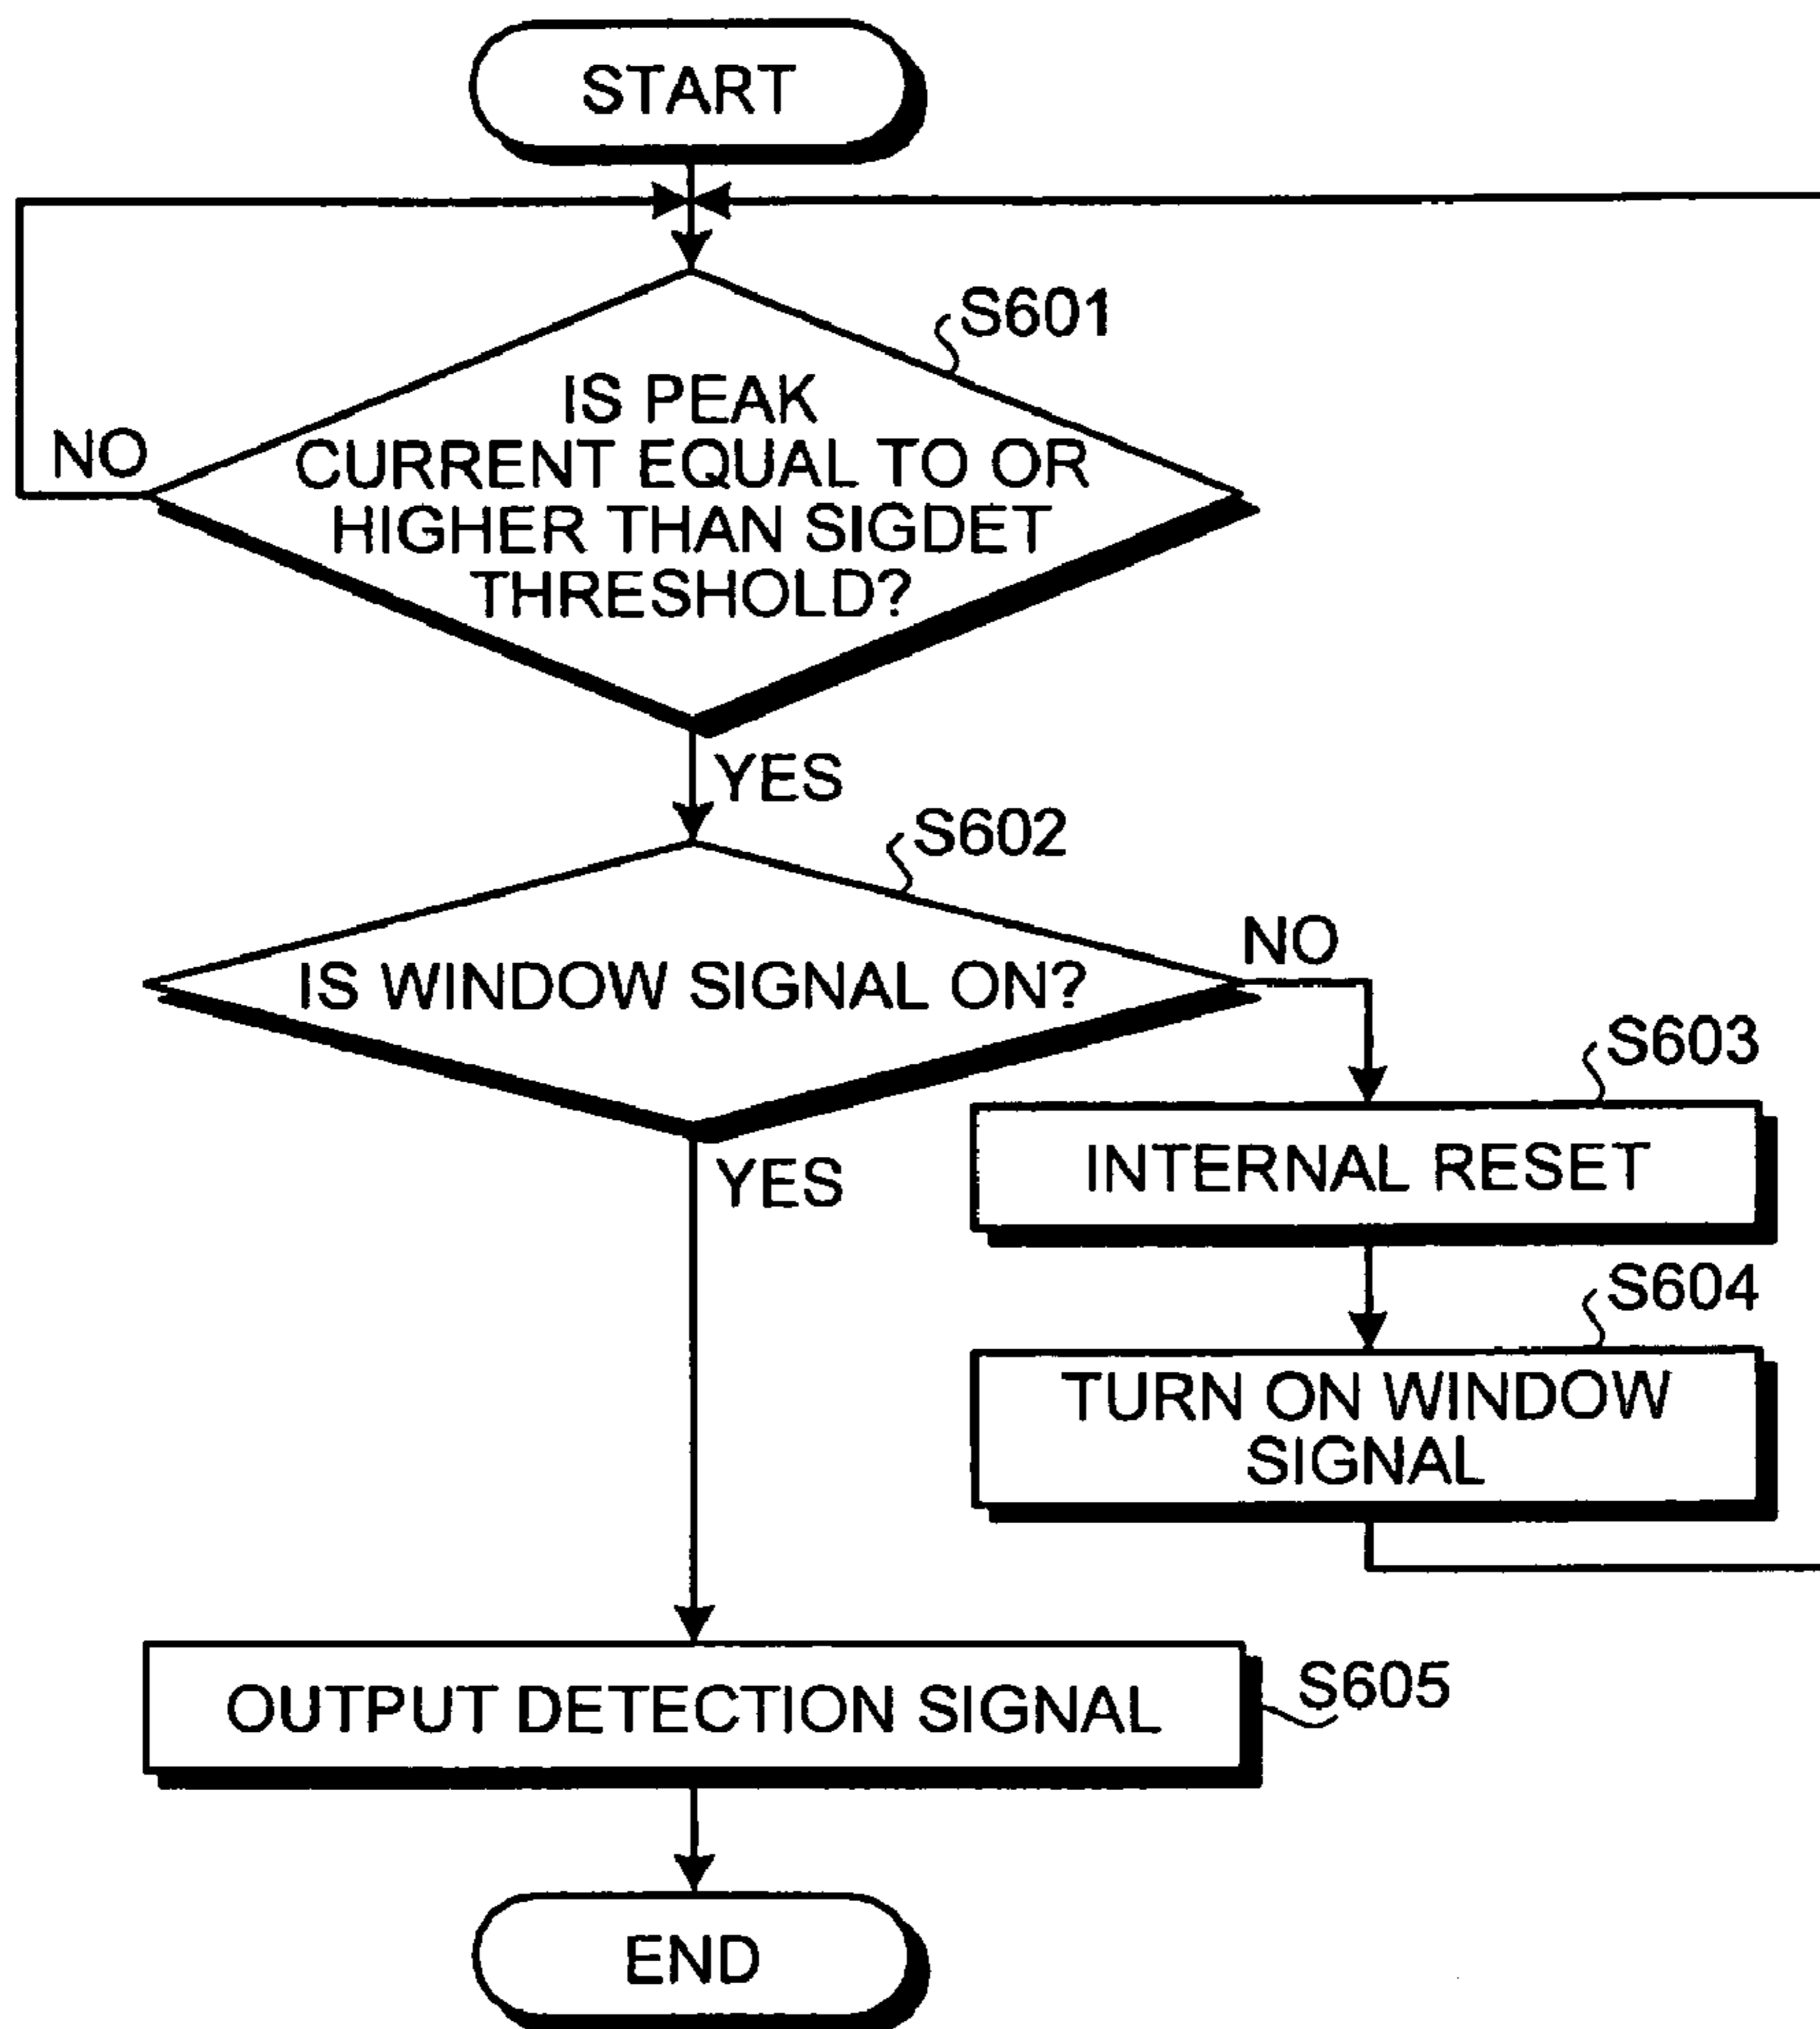 START
S601
IS PEAK
CURRENT EQUAL TO OR
HIGHER THAN SIGDET
THRESHOLD?
NO
YES
S602
IS WINDOW SIGNAL ON?
NO
YES
S603
INTERNAL RESET
S604
TURN ON WINDOW
SIGNAL
OUTPUT DETECTION SIGNAL
S605
END